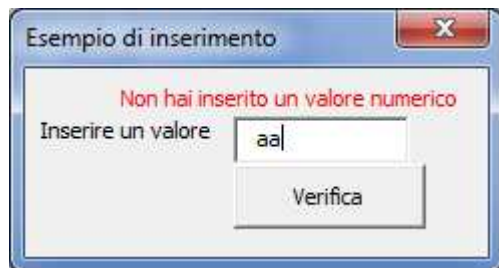 Esempio di inserimento
Non hai inserito un valore numerico
Inserire un valore aa
Verifica